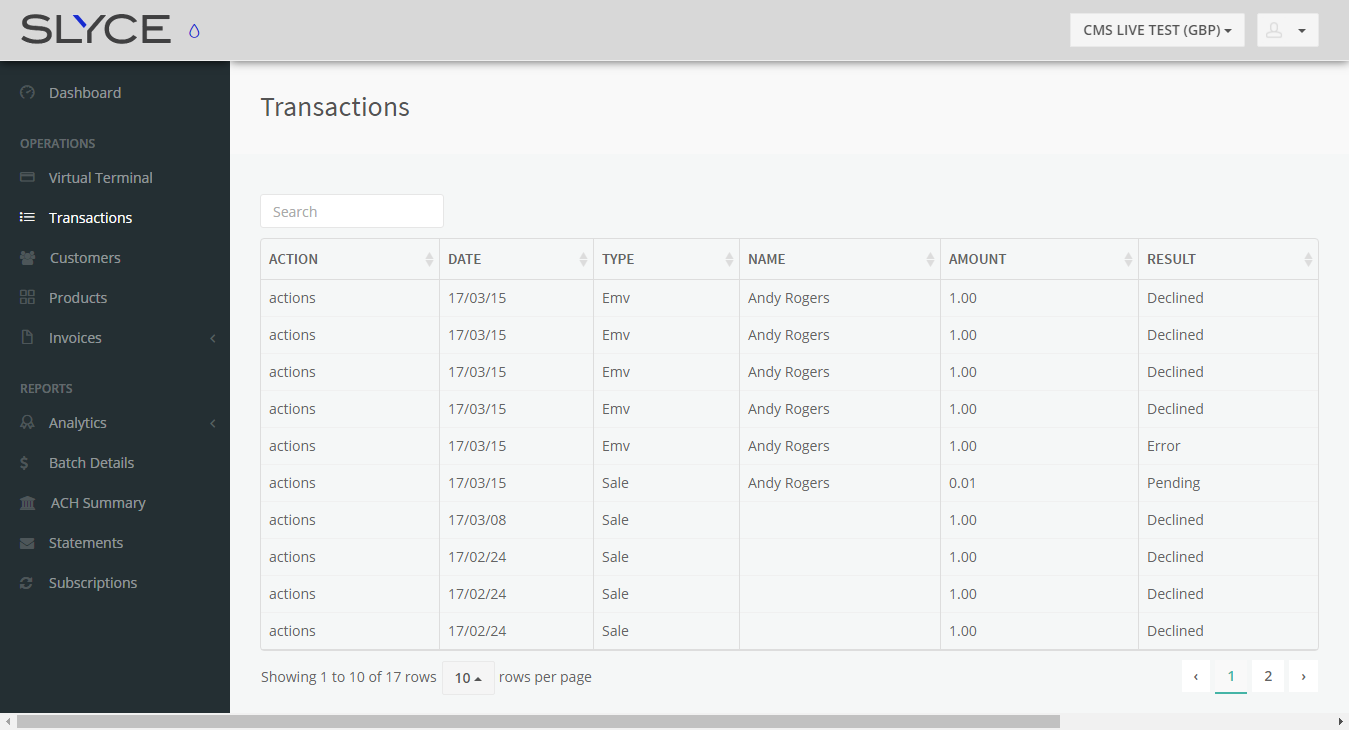 SLYCE
CMS LIVE TEST (GBP)
Dashboard
OPERATIONS
Virtual Terminal
Transactions
Customers
Products
Invoices
REPORTS
Analytics
Batch Details
ACH Summary
Statements
Subscriptions
Transactions
Search
ACTION DATE TYPE NAME AMOUNT RESULT
actions 17/03/15 Emv Andy Rogers 1.00 Declined
actions 17/03/15 Emv Andy Rogers 1.00 Declined
actions 17/03/15 Emv Andy Rogers 1.00 Declined
actions 17/03/15 Emv Andy Rogers 1.00 Declined
actions 17/03/15 Emv Andy Rogers 1.00 Error
actions 17/03/15 Sale Andy Rogers 0.01 Pending
actions 17/03/08 Sale 1.00 Declined
actions 17/02/24 Sale 1.00 Declined
actions 17/02/24 Sale 1.00 Declined
actions 17/02/24 Sale 1.00 Declined
Showing 1 to 10 of 17 rows 10 rows per page ‹ 1 2 ›